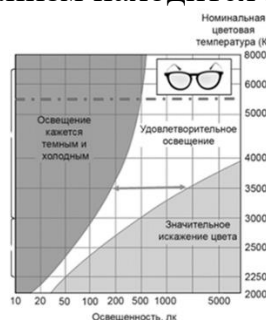 Номинальная
цветовая
температура (К
8000
6000
5000
4000
3500
3000
2500
2250
2000
Освещение
кажется
темным и
холодным
Удовлетворительное
освещение
Значительное
искажение цвета
10 20 50 100 200 500 1000 5000
Освещенность, лк